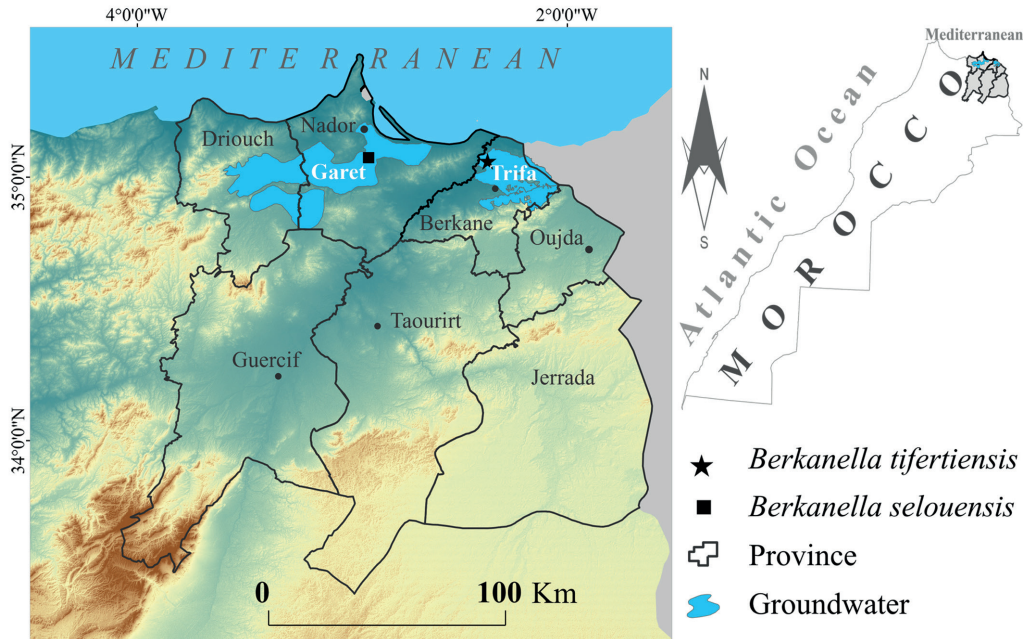 4°0'0"W
2°0'0"W
MEDITERRANEAN
35°0'0"N
34°0'0"N
Driouch
Nador
Garet
Trifa
Berkane
Oujda
Taourirt
Guercif
Jerrada
0
100 Km
Mediterranean
Atlantic Ocean
MOROCCO
N
S
Berkanella tifertiensis
Berkanella selouensis
Province
Groundwater